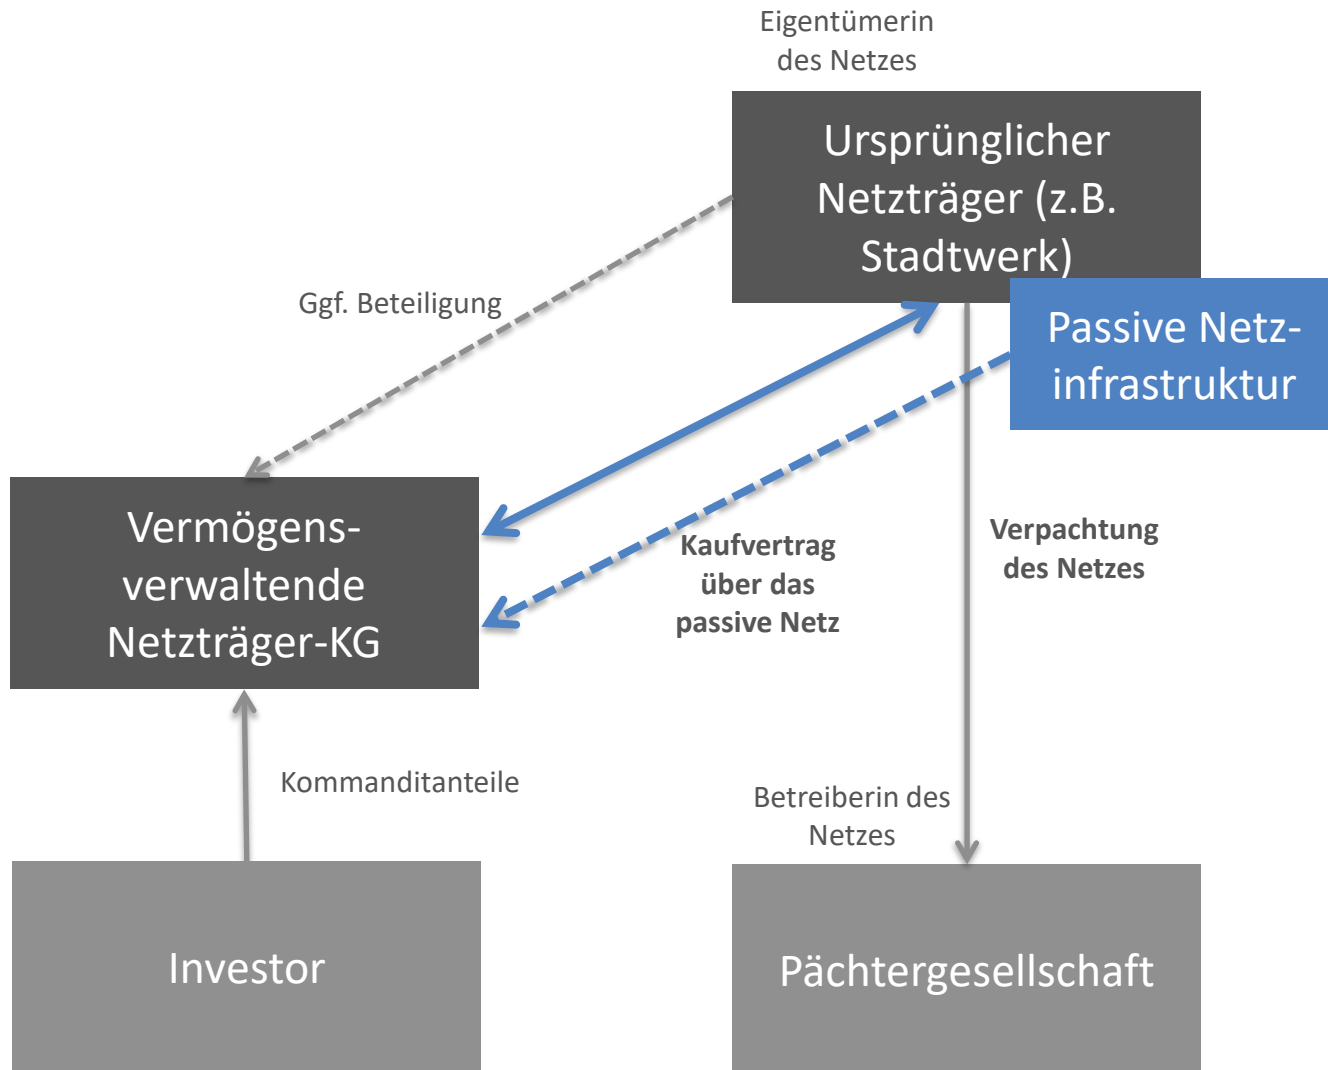 Eigentümerin
des Netzes
Ursprünglicher
Netzträger (z.B.
Stadtwerk)
Passive Netz-
infrastruktur
Ggf. Beteiligung
Vermögens-
verwaltende
Netzträger-KG
Kaufvertrag
über das
passive Netz
Verpachtung
des Netzes
Kommanditanteile
Betreiberin des
Netzes
Investor
Pächtergesellschaft